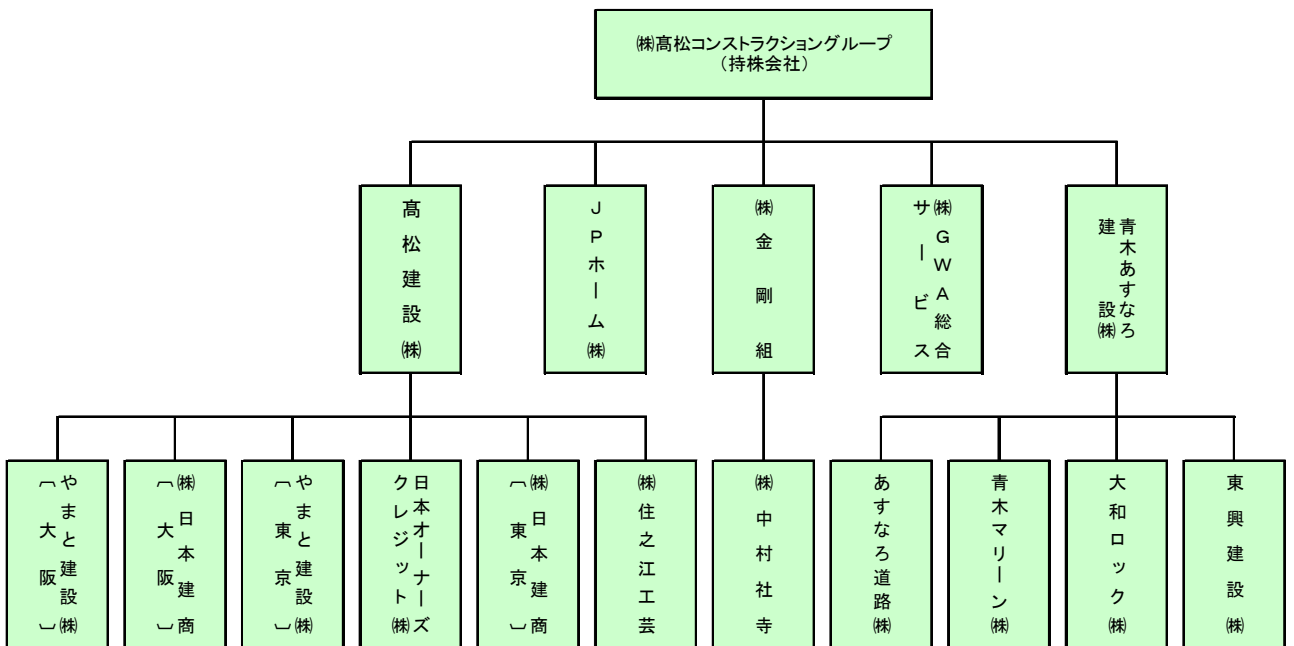 ㈱髙松コンストラクショングループ
（持株会社）
髙松建設㈱
ＪＰホーム㈱
㈱金剛組
㈱ＧＷＡ総合
サービス
青木あすなろ
建設㈱
やまと建設㈱
〔大阪〕
㈱日本建商
〔大阪〕
やまと建設㈱
〔東京〕
日本オーナーズ
クレジット㈱
㈱日本建商
〔東京〕
㈱住之江工芸
㈱中村社寺
あすなろ道路㈱
青木マリーン㈱
大和ロック㈱
東興建設㈱